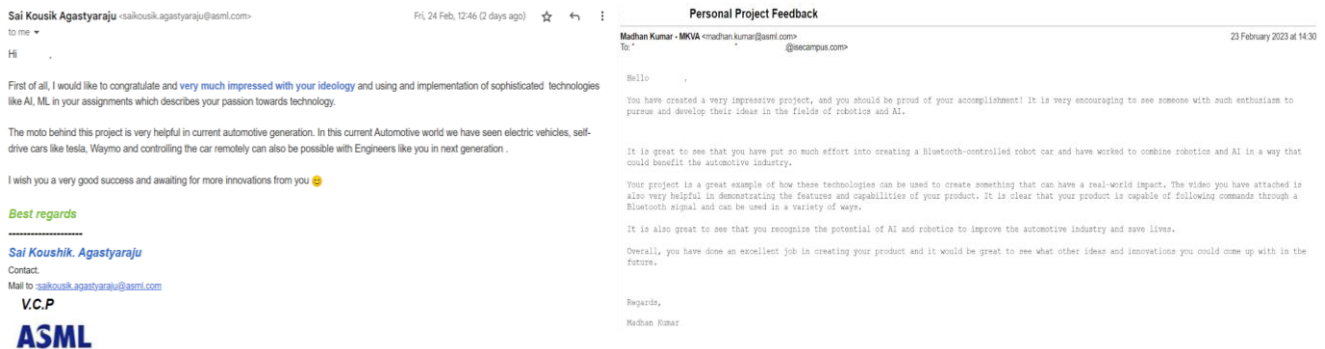 Sai Kousik Agastyaraju <saikousik.agastyaraju@asml.com>
Fri, 24 Feb, 12:46 (2 days ago)
to me
Hi .
First of all, I would like to congratulate and very much impressed with your ideology and using and implementation of sophisticated technologies
like AI, ML in your assignments which describes your passion towards technology.
The moto behind this project is very helpful in current automotive generation. In this current Automotive world we have seen electric vehicles, self-
drive cars like tesla, Waymo and controlling the car remotely can also be possible with Engineers like you in next generation .
I wish you a very good success and awaiting for more innovations from you 😊
Best regards
--------------------
Sai Koushik. Agastyaraju
Contact.
Mail to :saikousik.agastyaraju@asml.com
V.C.P
ASML
Personal Project Feedback
Madhan Kumar - MKVA <madhan.kumar@asml.com>
23 February 2023 at 14:30
To: " " @isecampus.com>
Hello ,
You have created a very impressive project, and you should be proud of your accomplishment! It is very encouraging to see someone with such enthusiasm to
pursue and develop their ideas in the fields of robotics and AI.
It is great to see that you have put so much effort into creating a Bluetooth-controlled robot car and have worked to combine robotics and AI in a way that
could benefit the automotive industry.
Your project is a great example of how these technologies can be used to create something that can have a real-world impact. The video you have attached is
also very helpful in demonstrating the features and capabilities of your product. It is clear that your product is capable of following commands through a
Bluetooth signal and can be used in a variety of ways.
It is also great to see that you recognize the potential of AI and robotics to improve the automotive industry and save lives.
Overall, you have done an excellent job in creating your product and it would be great to see what other ideas and innovations you could come up with in the
future.
Regards,
Madhan Kumar